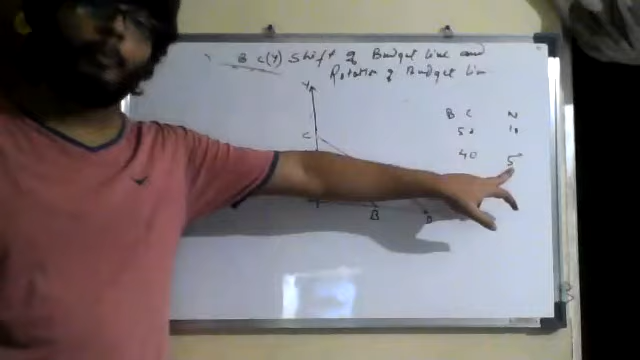 B C(Y) Shift of Budget line and
Rotation of Budget Line
Y
C
B C N
50 10
40 5
B D